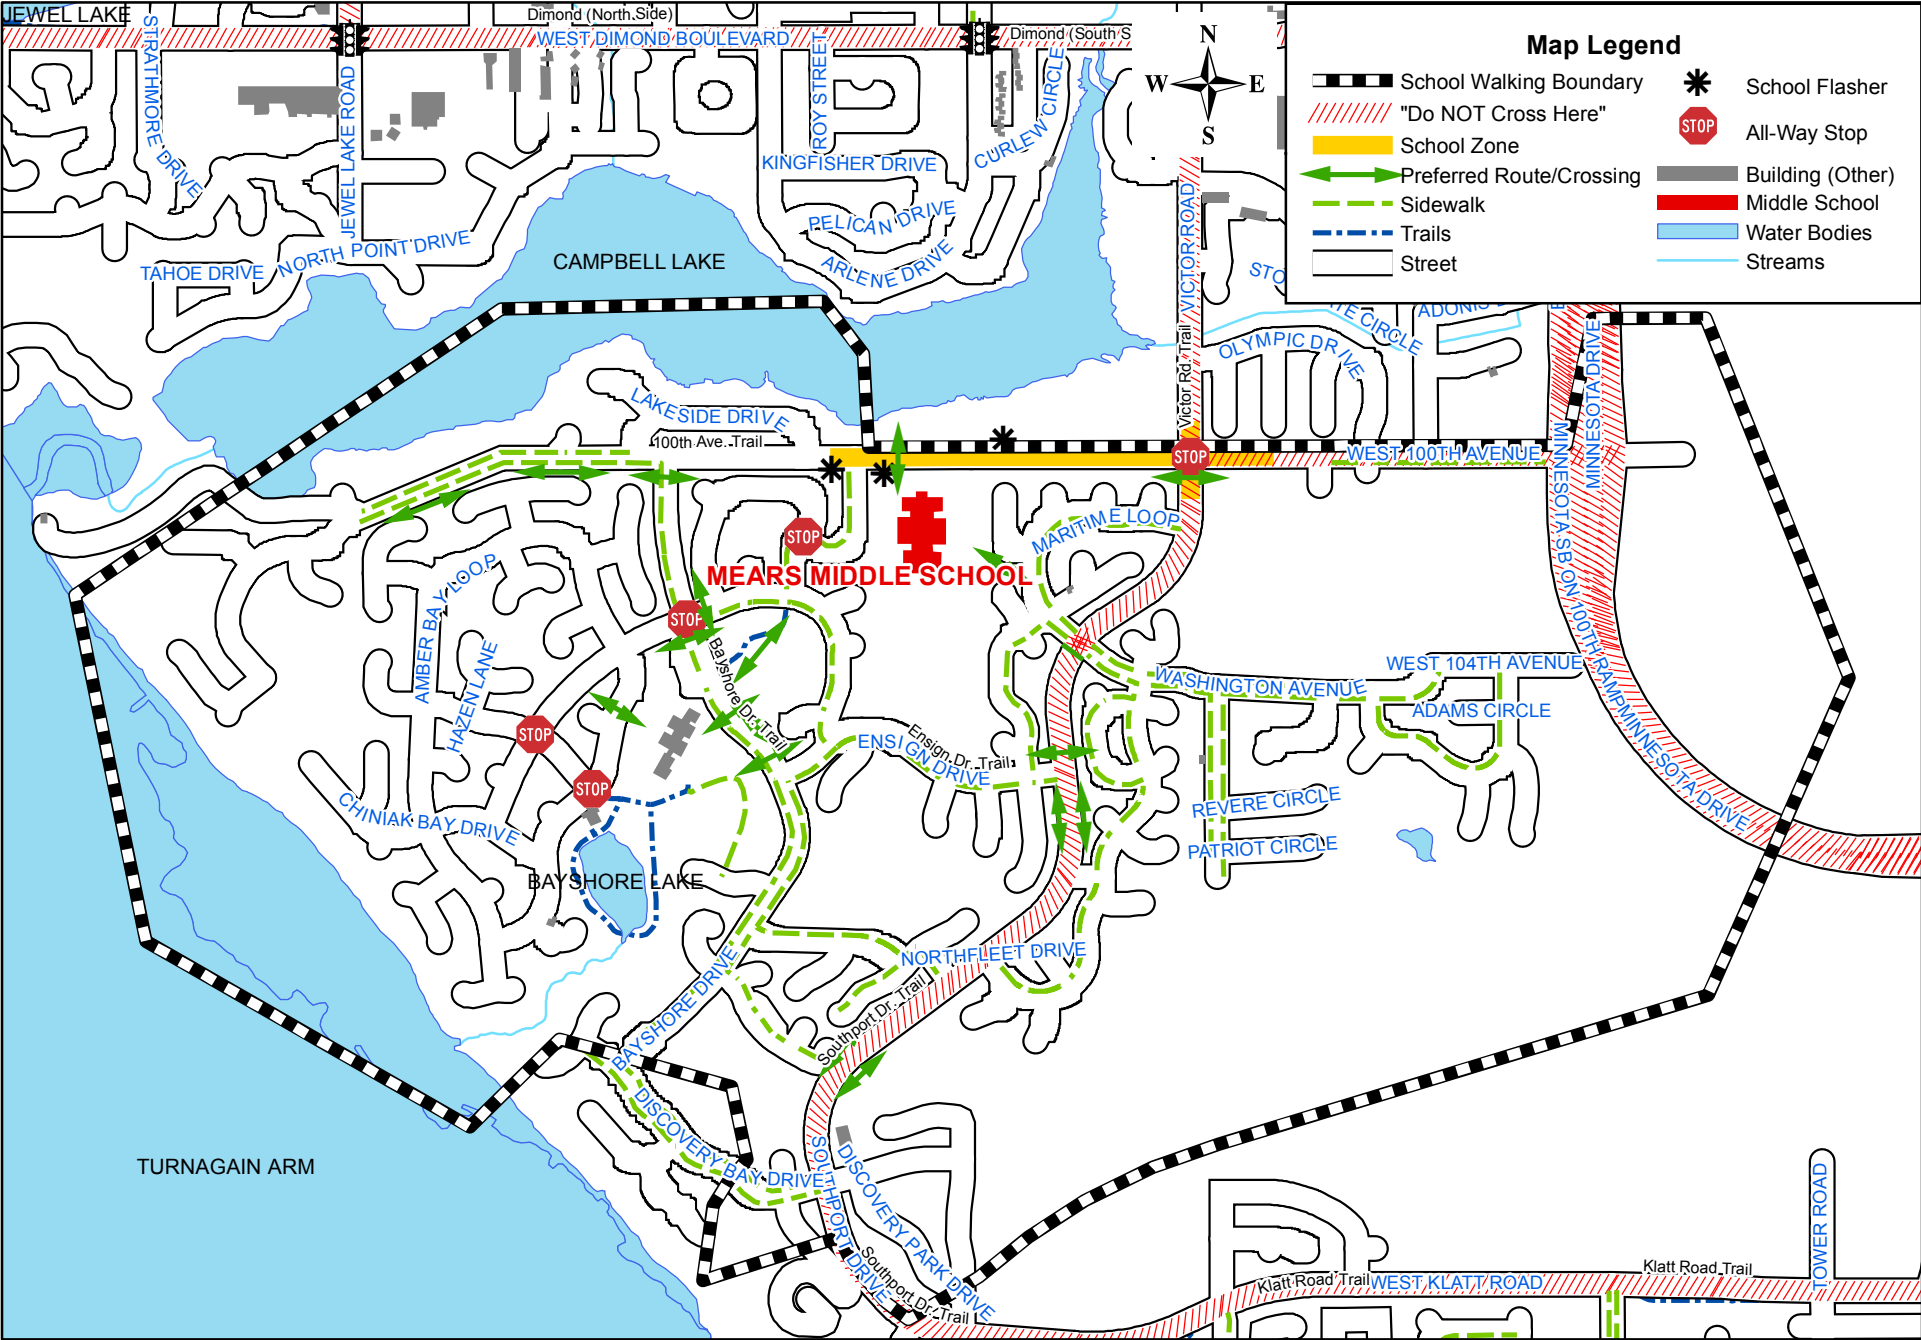 JEWEL LAKE
Dimond (North Side)
WEST DIMOND BOULEVARD
Dimond (South S
STRATHMORE DRIVE
JEWEL LAKE ROAD
ROY STREET
CURLEW CIRCLE
KINGFISHER DRIVE
PELICAN DRIVE
ARLENE DRIVE
TAHOE DRIVE
NORTH POINT DRIVE
CAMPBELL LAKE
N
W
E
S
Map Legend
School Walking Boundary
"Do NOT Cross Here"
School Zone
Preferred Route/Crossing
Sidewalk
Trails
Street
School Flasher
STOP
All-Way Stop
Building (Other)
Middle School
Water Bodies
Streams
VICTOR ROAD
Victor Rd. Trail
OLYMPIC DRIVE
MINNESOTA DRIVE
LAKESIDE DRIVE
100th Ave. Trail
STOP
WEST 100TH AVENUE
MINNESOTA SB ON 100TH RAMP
MINNESOTA DRIVE
STOP
MARITIME LOOP
MEARS MIDDLE SCHOOL
AMBER BAY LOOP
HAZEN LANE
STOP
Bayshore Dr. Trail
STOP
STOP
CHINIAK BAY DRIVE
BAYSHORE LAKE
Ensign Dr. Trail
ENSIGN DRIVE
WASHINGTON AVENUE
WEST 104TH AVENUE
ADAMS CIRCLE
REVERE CIRCLE
PATRIOT CIRCLE
NORTHFLEET DRIVE
BAYSHORE DRIVE
Southport Dr. Trail
DISCOVERY BAY DRIVE
SOUTHPORT DRIVE
DISCOVERY PARK DRIVE
Southport Dr. Trail
TURNAGAIN ARM
Klatt Road Trail
WEST KLATT ROAD
Klatt Road Trail
TOWER ROAD